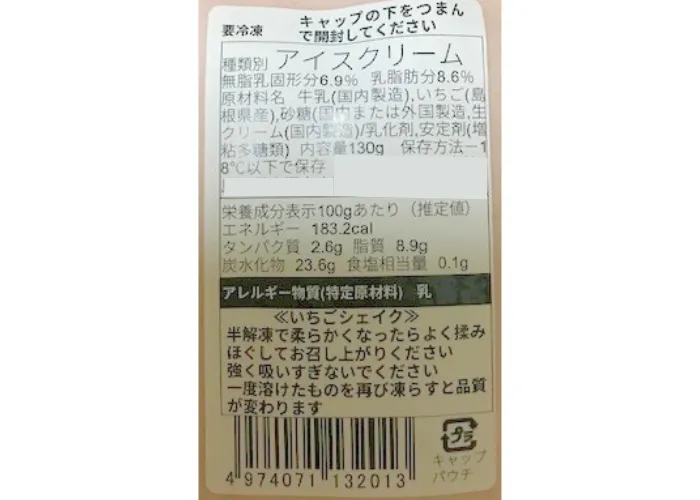 要冷凍
キャップの下をつまん
で開封してください
種類別 アイスクリーム
無脂乳固形分6.9% 乳脂肪分8.6%
原材料名 牛乳(国内製造),いちご(島
根県産),砂糖(国内または外国製造,生
クリーム(国内製造)/乳化剤,安定剤(増
粘多糖類) 内容量130g 保存方法-1
8℃以下で保存
栄養成分表示100gあたり (推定値)
エネルギー 183.2cal
タンパク質 2.6g 脂質 8.9g
炭水化物 23.6g 食塩相当量 0.1g
アレルギー物質(特定原材料) 乳
≪いちごシェイク≫
半解凍で柔らかくなったらよく揉み
ほぐしてお召し上がりください
強く吸いすぎないでください
一度溶けたものを再び凍らすと品質
が変わります
プラ
キャップ
パウチ
4 974071 132013